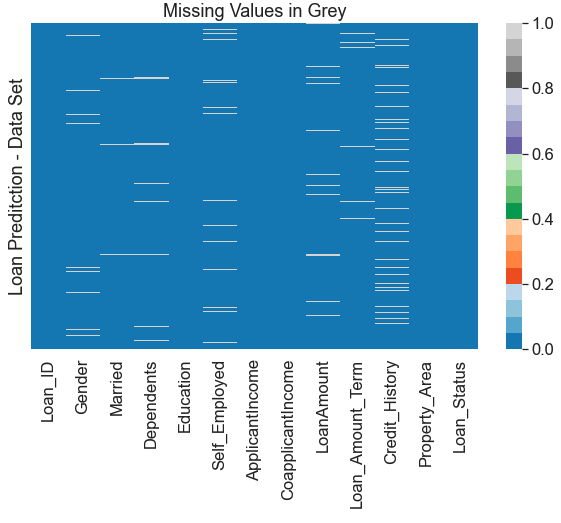 Missing Values in Grey
Loan Preditction - Data Set
1.0
0.8
0.6
0.4
0.2
0.0
Loan_ID
Gender
Married
Dependents
Education
Self_Employed
ApplicantIncome
CoapplicantIncome
LoanAmount
Loan_Amount_Term
Credit_History
Property_Area
Loan_Status